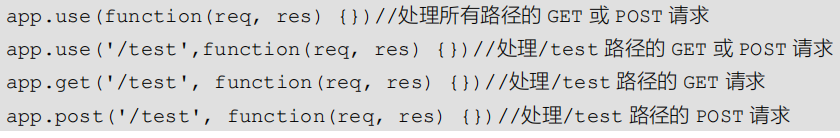 app.use(function(req, res) {})//处理所有路径的 GET 或 POST 请求
app.use('/test',function(req, res) {})//处理/test 路径的 GET 或 POST 请求
app.get('/test', function(req, res) {})//处理/test 路径的 GET 请求
app.post('/test', function(req, res) {})//处理/test 路径的 POST 请求